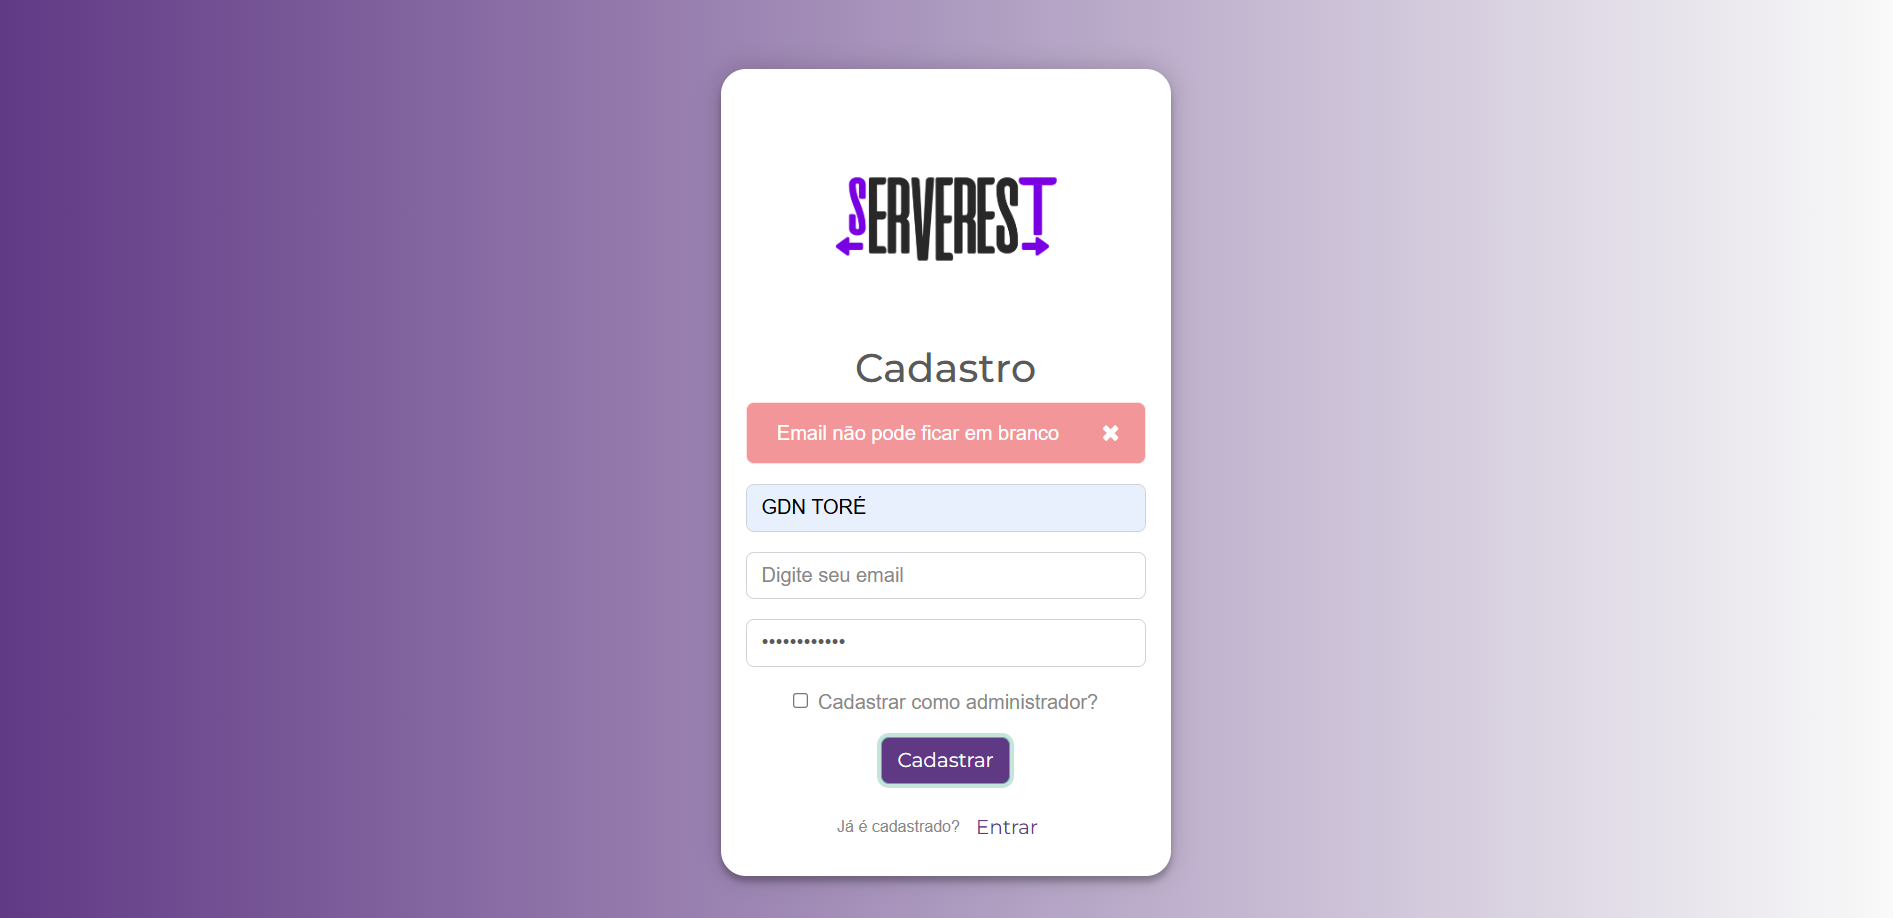 SERVEREST
Cadastro
Email não pode ficar em branco
GDN TORÉ
Digite seu email
••••••••••••
Cadastrar como administrador?
Cadastrar
Já é cadastrado? Entrar